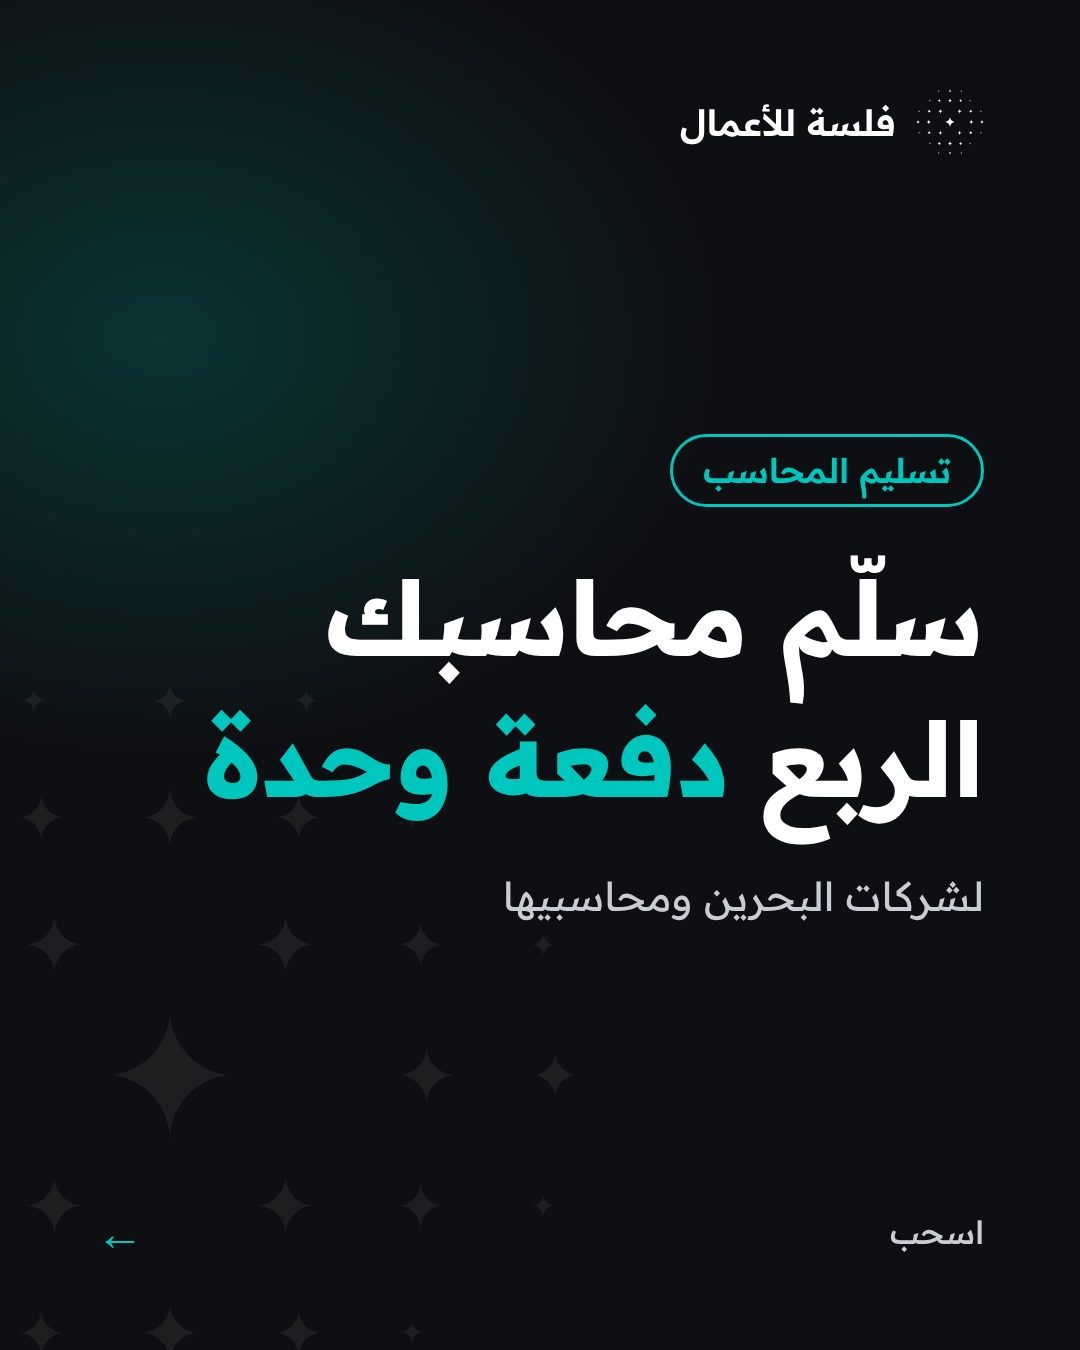 فلسة للأعمال
تسليم المحاسب
سلّم محاسبك
الربع دفعة وحدة
لشركات البحرين ومحاسبيها
اسحب ←